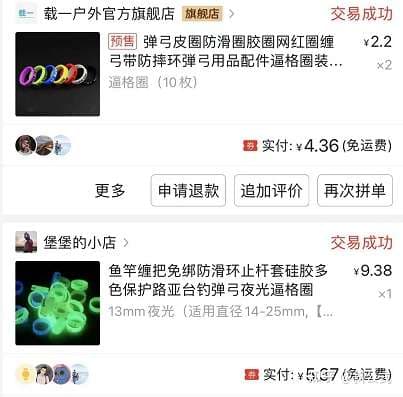 载一户外官方旗舰店 旗舰店 > 交易成功
预售 弹弓皮圈防滑圈胶圈网红圈缠 ¥2.2
弓带防摔环弹弓用品配件逼格圈装... ×2
逼格圈（10枚）
券 实付: ¥4.36 (免运费)
更多 申请退款 追加评价 再次拼单
堡堡的小店 > 交易成功
鱼竿缠把免绑防滑环止杆套硅胶多 ¥9.38
色保护路亚台钓弹弓夜光逼格圈 ×1
13mm夜光（适用直径14-25mm,【...
券 实付: ¥5.37 (免运费)